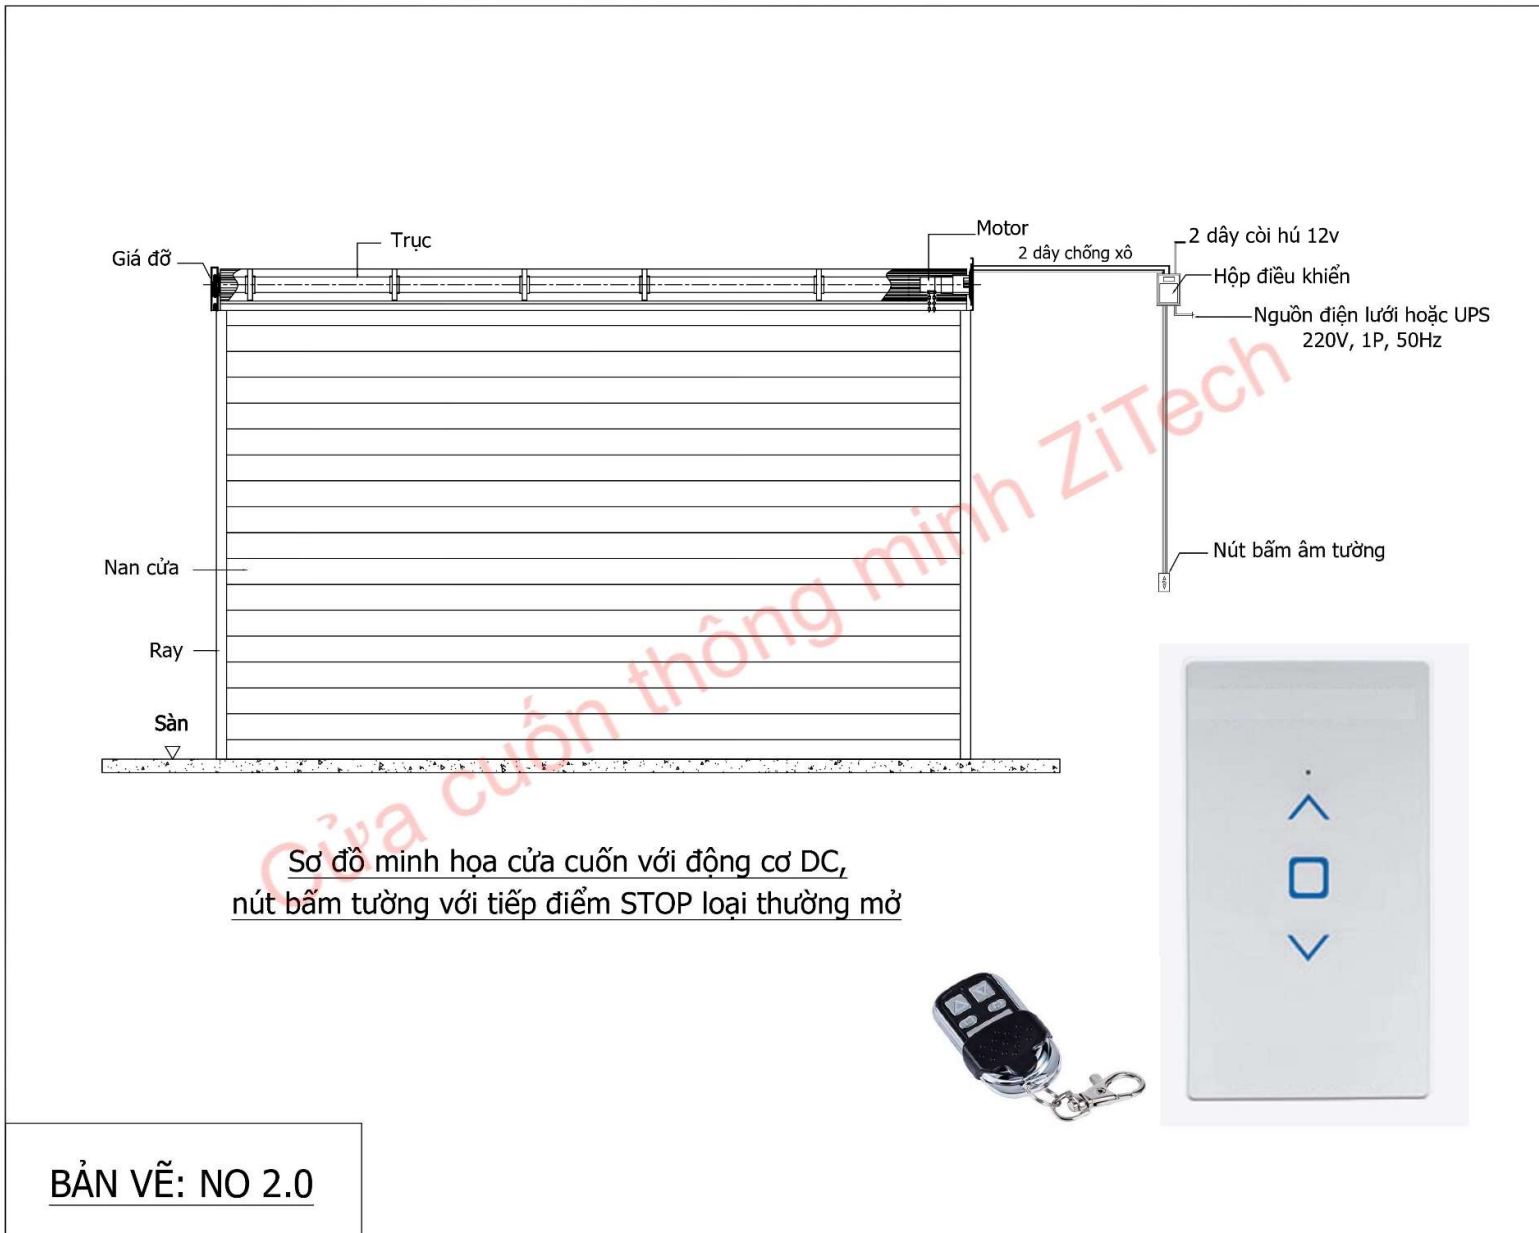 Giá đỡ
Trục
Motor
2 dây chống xô
2 dây còi hú 12v
Hộp điều khiển
Nguồn điện lưới hoặc UPS
220V, 1P, 50Hz
Nan cửa
Nút bấm âm tường
Ray
Sàn
Cửa cuốn thông minh ZiTech
Sơ đồ minh họa cửa cuốn với động cơ DC,
nút bấm tường với tiếp điểm STOP loại thường mở
BẢN VẼ: NO 2.0